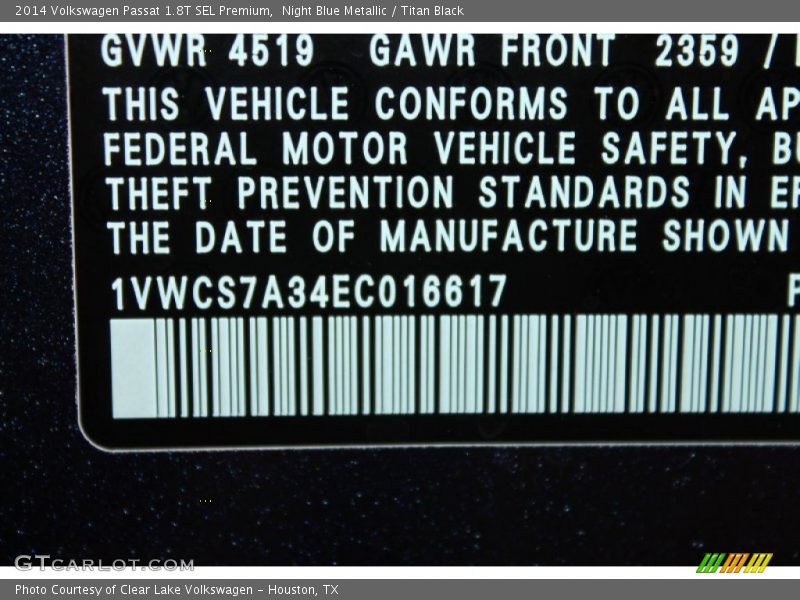 2014 Volkswagen Passat 1.8T SEL Premium, Night Blue Metallic / Titan Black
GVWR 4519 GAWR FRONT 2359 /
THIS VEHICLE CONFORMS TO ALL AP
FEDERAL MOTOR VEHICLE SAFETY, BU
THEFT PREVENTION STANDARDS IN EF
THE DATE OF MANUFACTURE SHOWN
1VWCS7A34EC016617 P
GTCARLOT.COM
Photo Courtesy of Clear Lake Volkswagen - Houston, TX